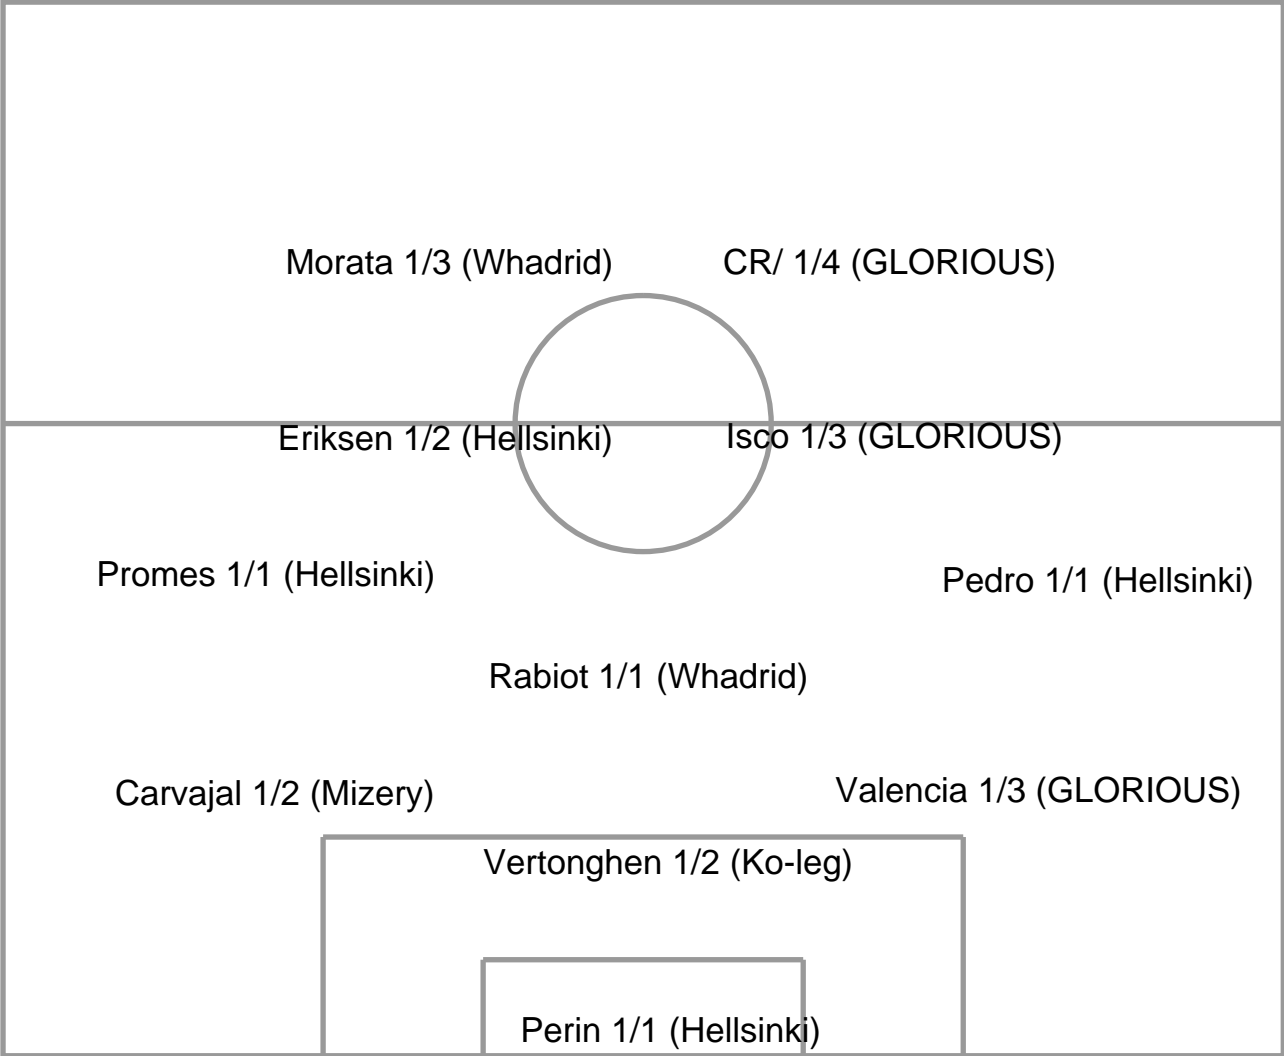 Morata 1/3 (Whadrid)
CR/ 1/4 (GLORIOUS)
Eriksen 1/2 (Hellsinki)
Isco 1/3 (GLORIOUS)
Promes 1/1 (Hellsinki)
Pedro 1/1 (Hellsinki)
Rabiot 1/1 (Whadrid)
Carvajal 1/2 (Mizery)
Valencia 1/3 (GLORIOUS)
Vertonghen 1/2 (Ko-leg)
Perin 1/1 (Hellsinki)